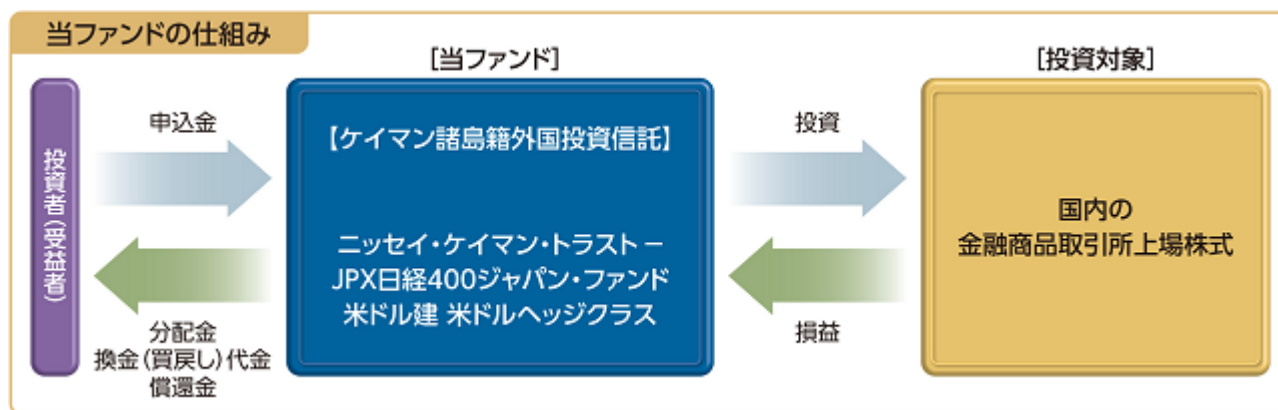 当ファンドの仕組み
[当ファンド]
[投資対象]
投資者(受益者)
申込金
分配金
換金(買戻し)代金
償還金
【ケイマン諸島籍外国投資信託】
ニッセイ・ケイマン・トラスト－
JPX日経400ジャパン・ファンド
米ドル建 米ドルヘッジクラス
投資
損益
国内の
金融商品取引所上場株式